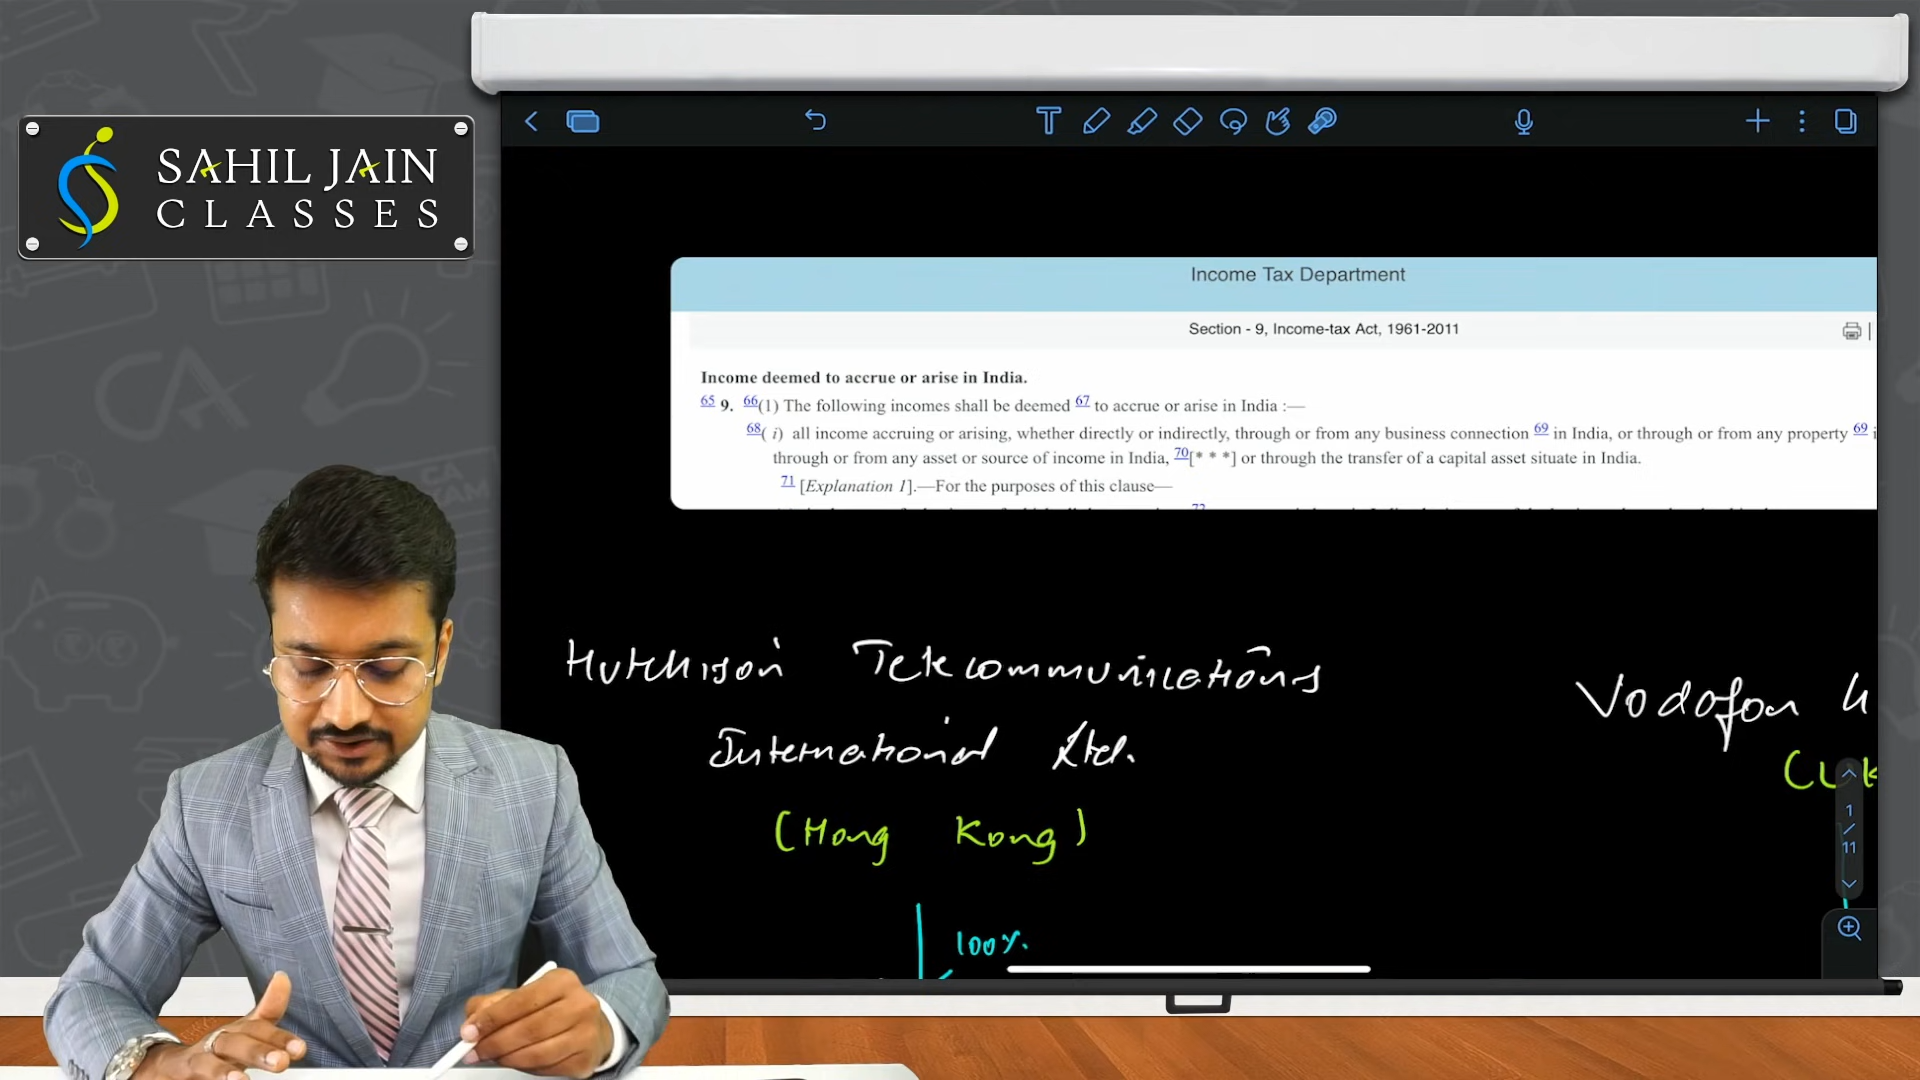 SAHIL JAIN
CLASSES
Income Tax Department
Section - 9, Income-tax Act, 1961-2011
Income deemed to accrue or arise in India.
65 9. 66(1) The following incomes shall be deemed 67 to accrue or arise in India :—
68( i) all income accruing or arising, whether directly or indirectly, through or from any business connection 69 in India, or through or from any property 69 i
through or from any asset or source of income in India, 70[* * *] or through the transfer of a capital asset situate in India.
71 [Explanation 1].—For the purposes of this clause—
72
Hutchison Telecommunications
International Ltd.
(Hong Kong)
100%.
Vodafon
(UK
1
/
11